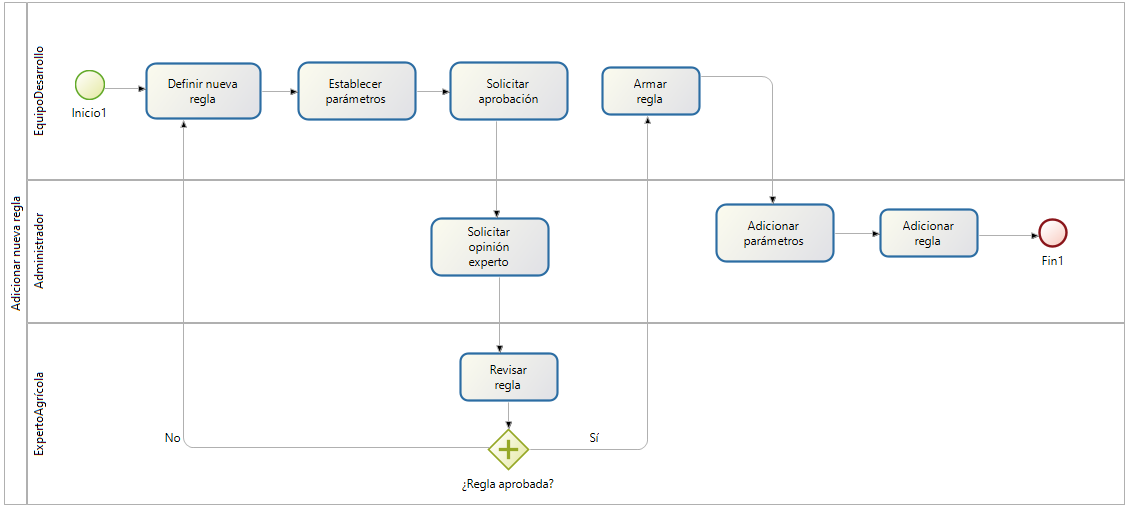 Adicionar nueva regla
EquipoDesarrollo
Inicio1
Definir nueva
regla
Establecer
parámetros
Solicitar
aprobación
Armar
regla
Administrador
Solicitar
opinión
experto
Adicionar
parámetros
Adicionar
regla
Fin1
ExpertoAgrícola
Revisar
regla
No
Sí
¿Regla aprobada?